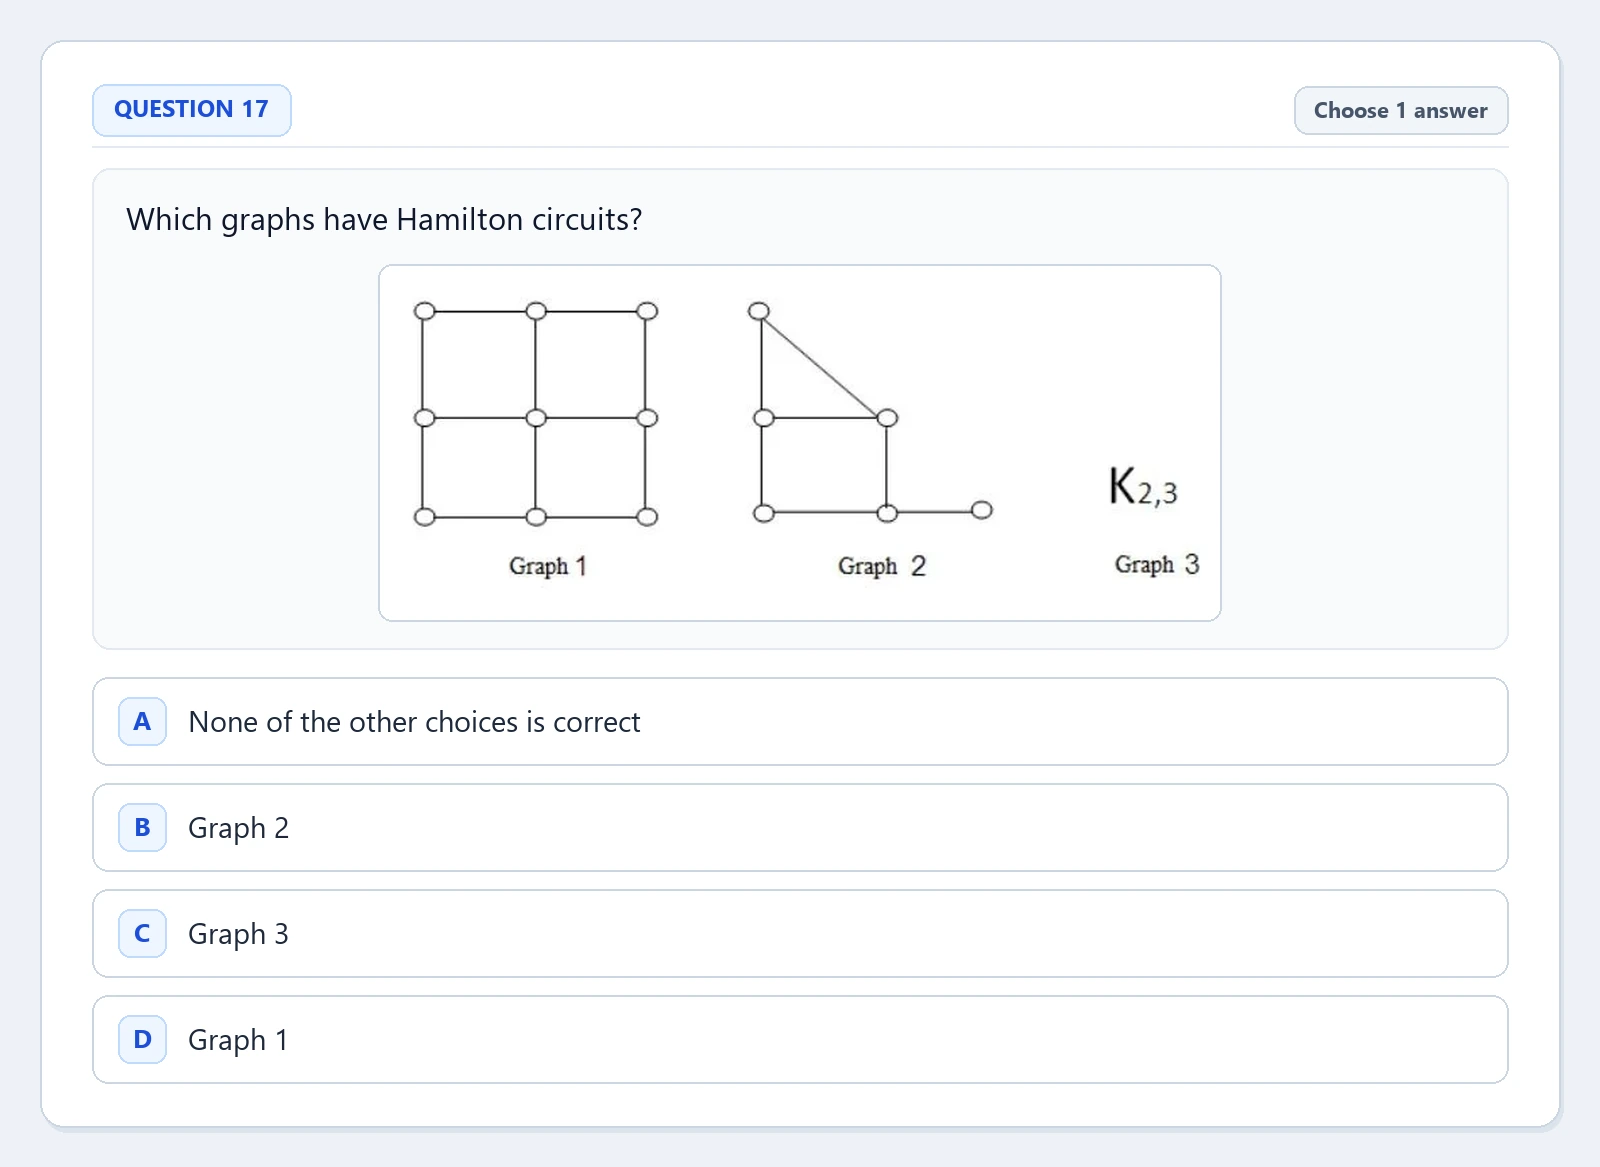 QUESTION 17
Choose 1 answer
Which graphs have Hamilton circuits?
K2,3
Graph 1
Graph 2
Graph 3
A None of the other choices is correct
B Graph 2
C Graph 3
D Graph 1